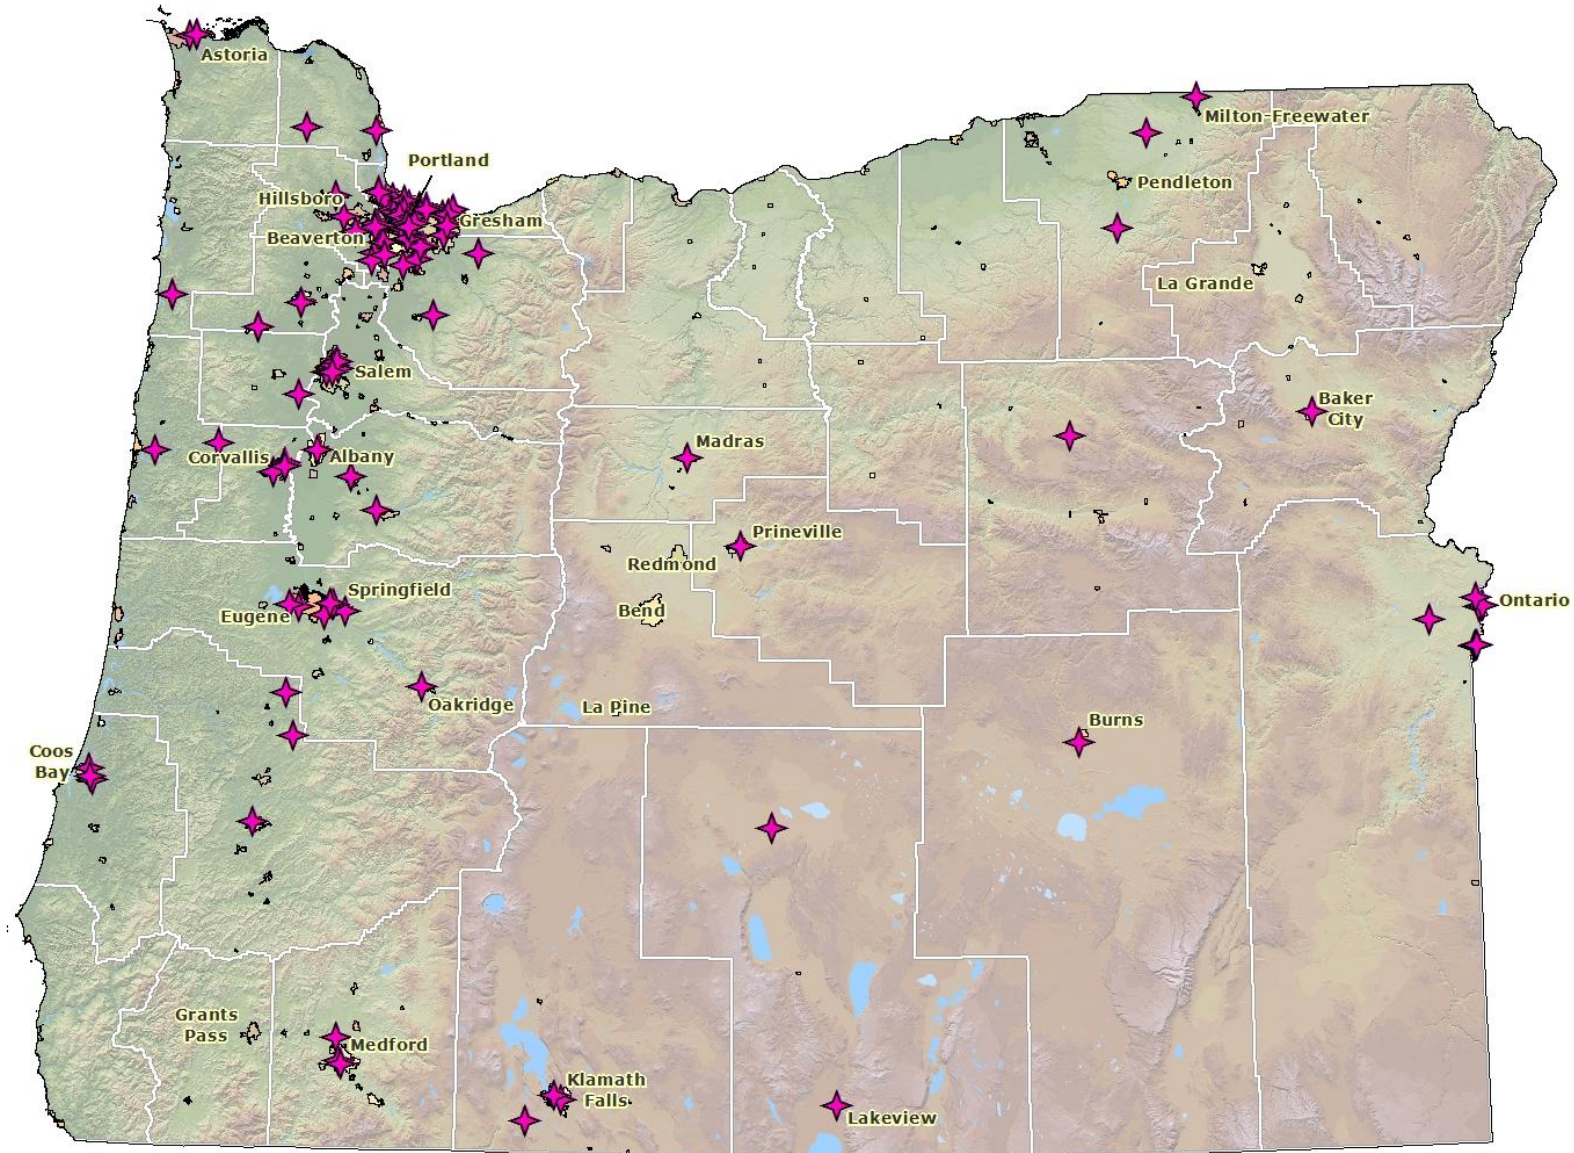 Astoria
Milton-Freewater
Portland
Pendleton
Hillsboro
Gresham
Beaverton
La Grande
Salem
Baker
City
Madras
Corvallis
Albany
Prineville
Redmond
Springfield
Ontario
Bend
Eugene
Oakridge
La Pine
Burns
Coos
Bay
Grants
Pass
Medford
Klamath
Falls
Lakeview